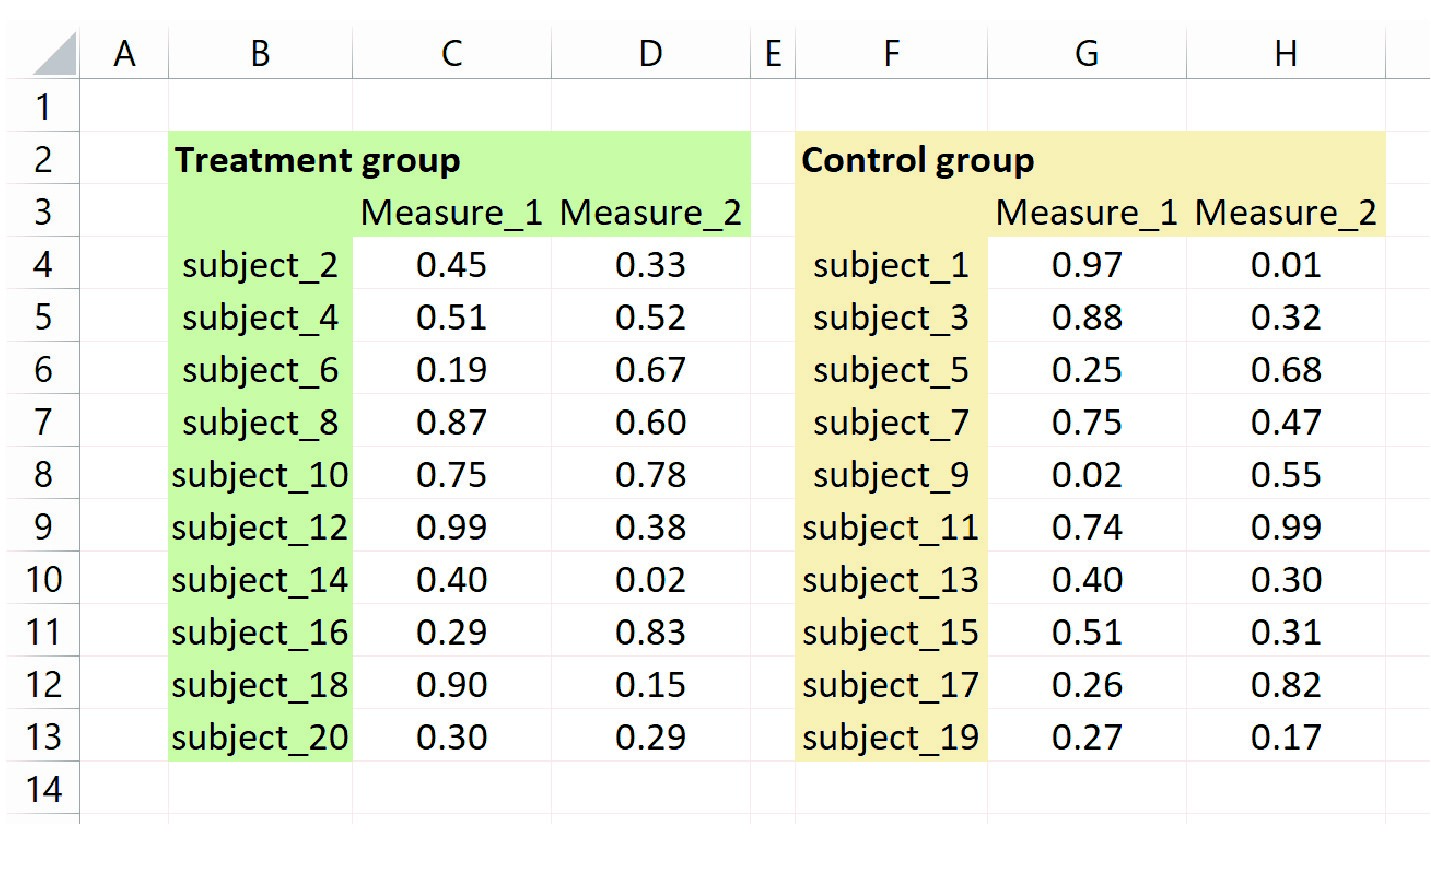 A B C D E F G H
1
2 Treatment group Control group
3 Measure_1 Measure_2 Measure_1 Measure_2
4 subject_2 0.45 0.33 subject_1 0.97 0.01
5 subject_4 0.51 0.52 subject_3 0.88 0.32
6 subject_6 0.19 0.67 subject_5 0.25 0.68
7 subject_8 0.87 0.60 subject_7 0.75 0.47
8 subject_10 0.75 0.78 subject_9 0.02 0.55
9 subject_12 0.99 0.38 subject_11 0.74 0.99
10 subject_14 0.40 0.02 subject_13 0.40 0.30
11 subject_16 0.29 0.83 subject_15 0.51 0.31
12 subject_18 0.90 0.15 subject_17 0.26 0.82
13 subject_20 0.30 0.29 subject_19 0.27 0.17
14